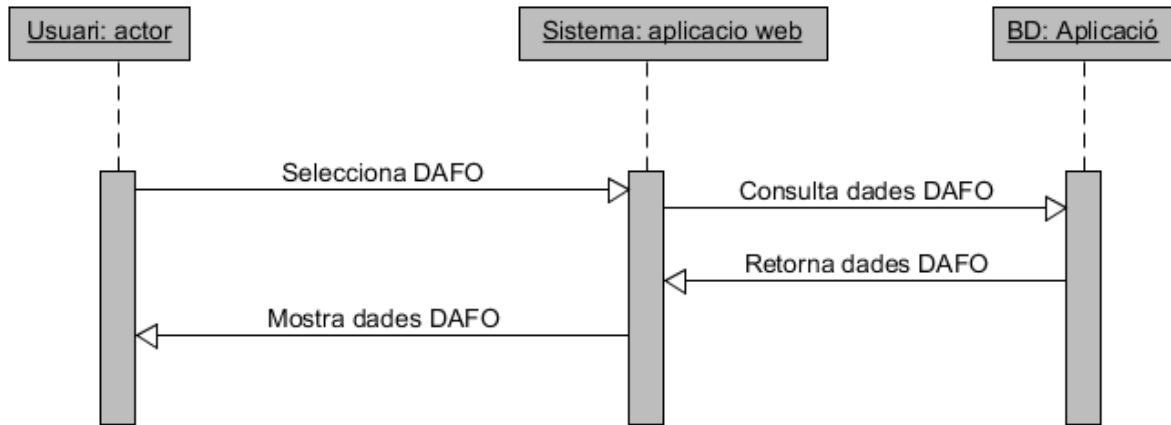 Usuari: actor
Sistema: aplicacio web
BD: Aplicació
Selecciona DAFO
Consulta dades DAFO
Retorna dades DAFO
Mostra dades DAFO